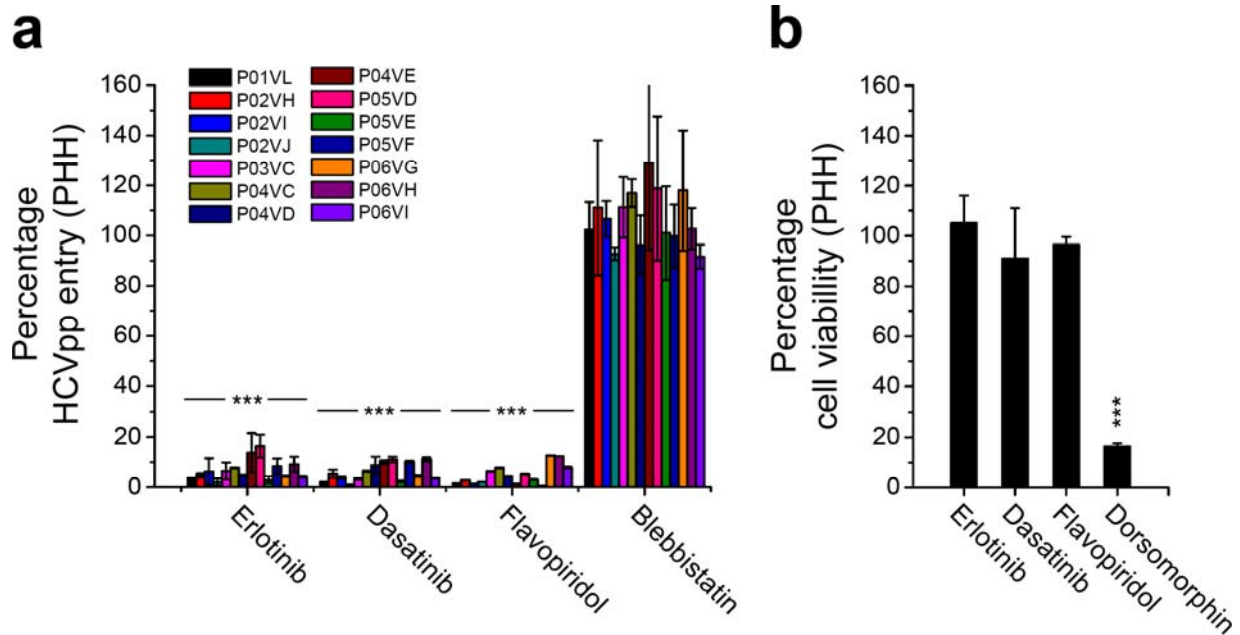 a
Percentage
HCVpp entry (PHH)
160
140
120
100
80
60
40
20
0
P01VL
P02VH
P02VI
P02VJ
P03VC
P04VC
P04VD
P04VE
P05VD
P05VE
P05VF
P06VG
P06VH
P06VI
***
***
***
Erlotinib
Dasatinib
Flavopiridol
Blebbistatin
b
Percentage
cell viabillity (PHH)
160
140
120
100
80
60
40
20
0
***
Erlotinib
Dasatinib
Flavopiridol
Dorsomorphin